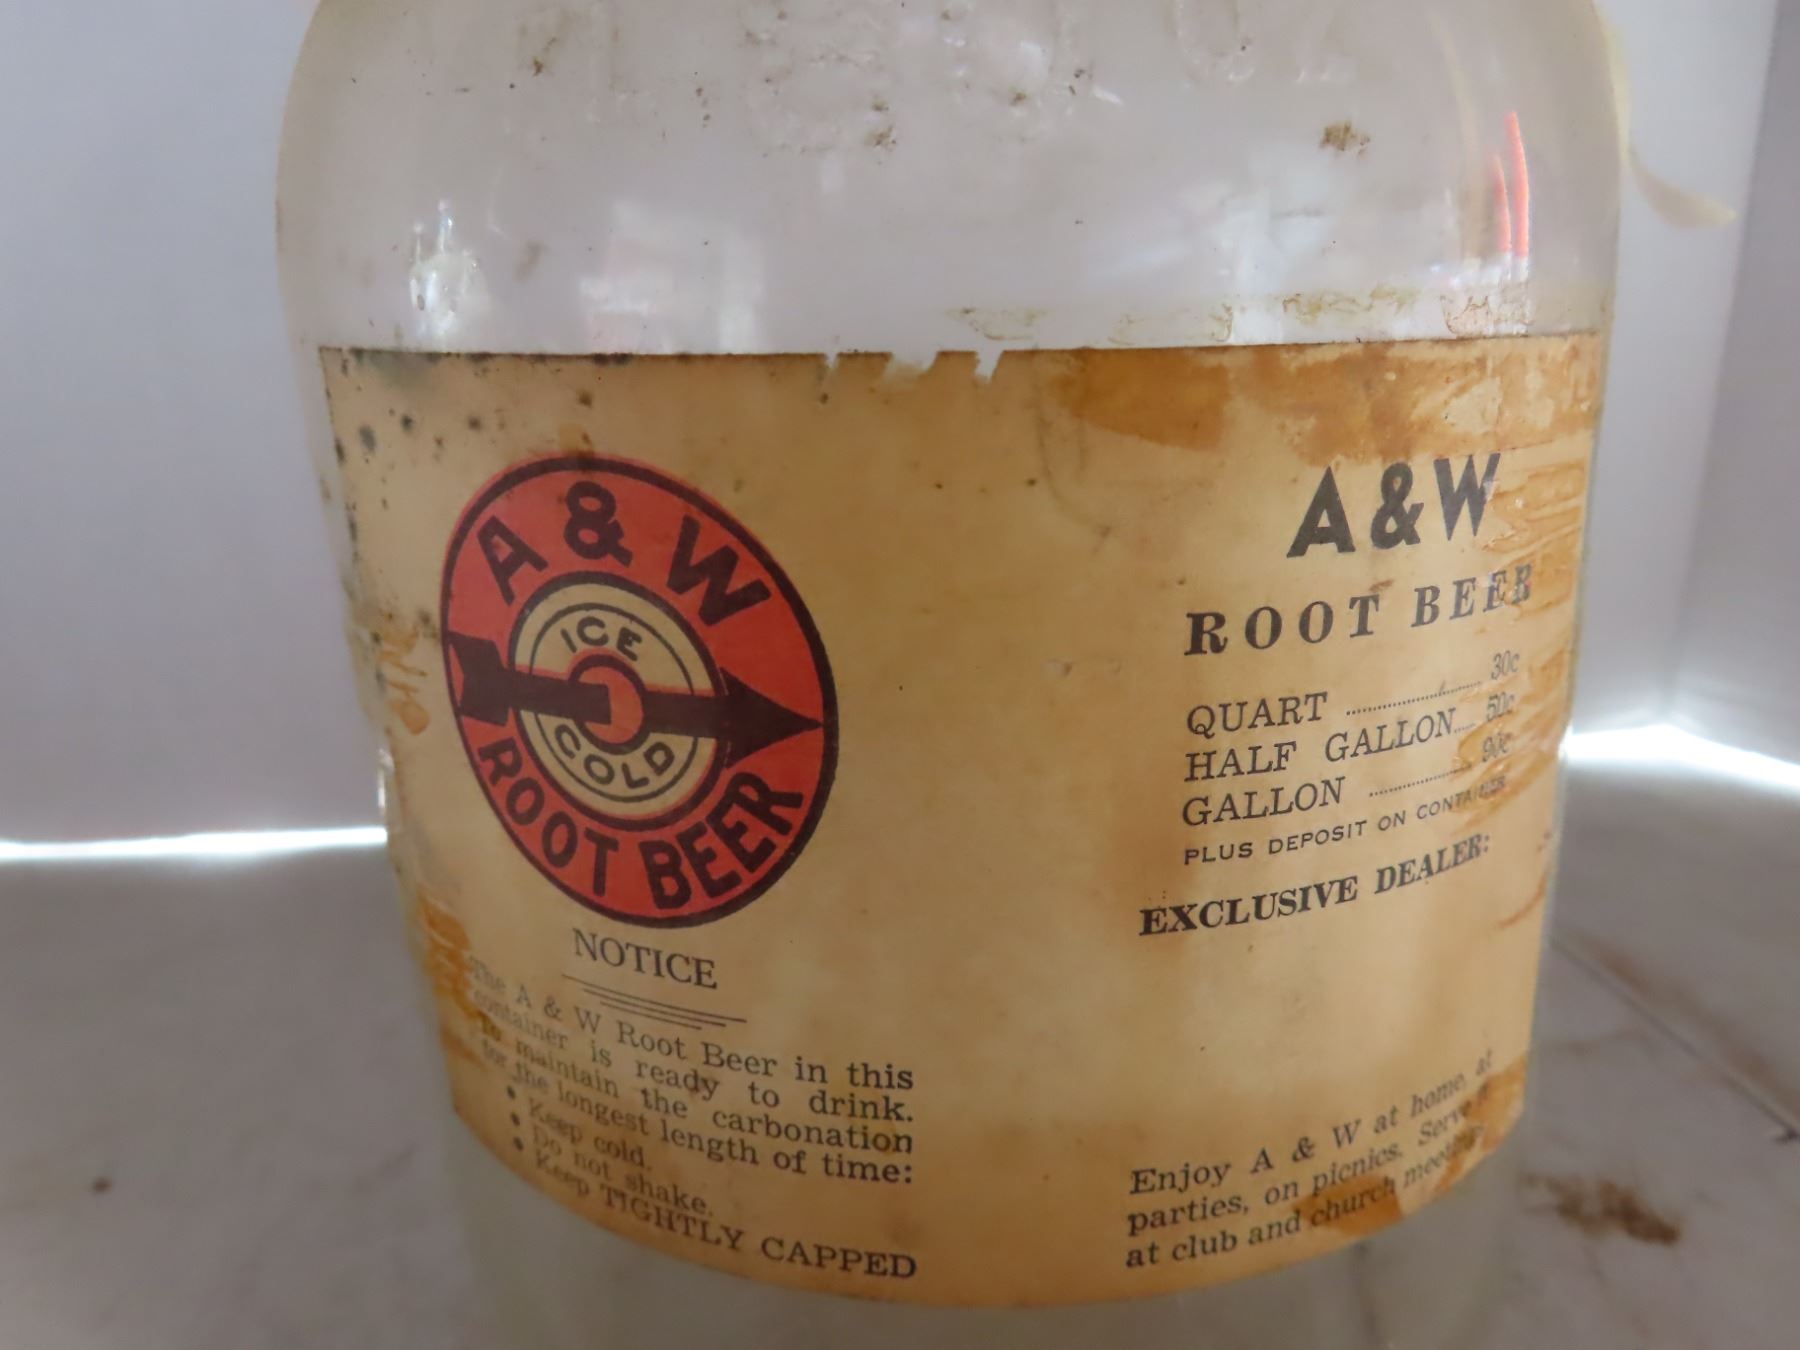 A & W
ICE
COLD
ROOT BEER
NOTICE
The A & W Root Beer in this
container is ready to drink.
To maintain the carbonation
for the longest length of time:
• Keep cold.
• Do not shake.
• Keep TIGHTLY CAPPED
A & W
ROOT BEER
QUART 30c
HALF GALLON 50c
GALLON 90c
PLUS DEPOSIT ON CONTAINER
EXCLUSIVE DEALER:
Enjoy A & W at home, at
parties, on picnics. Serve it
at club and church meetings